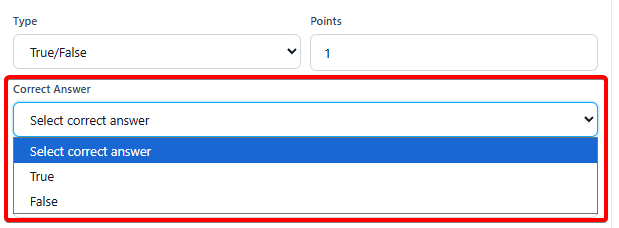 Type
Points
True/False
1
Correct Answer
Select correct answer
Select correct answer
True
False